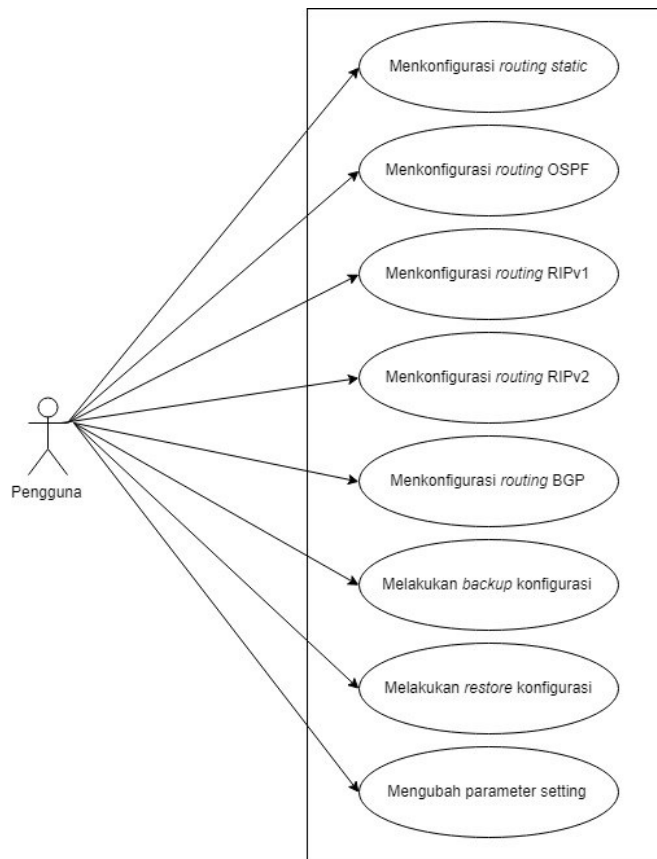 Menkonfigurasi routing static
Menkonfigurasi routing OSPF
Menkonfigurasi routing RIPv1
Menkonfigurasi routing RIPv2
Pengguna
Menkonfigurasi routing BGP
Melakukan backup konfigurasi
Melakukan restore konfigurasi
Mengubah parameter setting